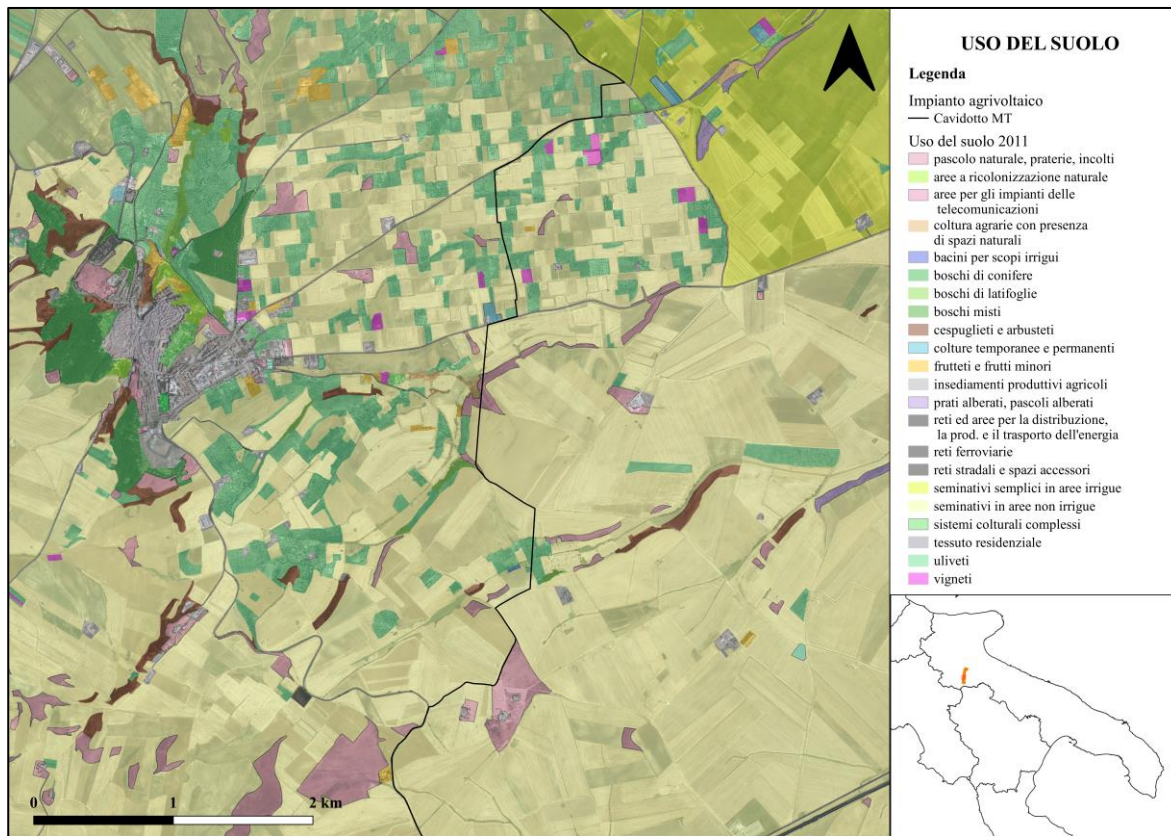 USO DEL SUOLO
Legenda
Impianto agrivoltaico
Cavidotto MT
Uso del suolo 2011
pascolo naturale, praterie, incolti
aree a ricolonizzazione naturale
aree per gli impianti delle
telecomunicazioni
coltura agrarie con presenza
di spazi naturali
bacini per scopi irrigui
boschi di conifere
boschi di latifoglie
boschi misti
cespuglieti e arbusteti
colture temporanee e permanenti
frutteti e frutti minori
insediamenti produttivi agricoli
prati alberati, pascoli alberati
reti ed aree per la distribuzione,
la prod. e il trasporto dell'energia
reti ferroviarie
reti stradali e spazi accessori
seminativi semplici in aree irrigue
seminativi in aree non irrigue
sistemi colturali complessi
tessuto residenziale
uliveti
vigneti
0 1 2 km